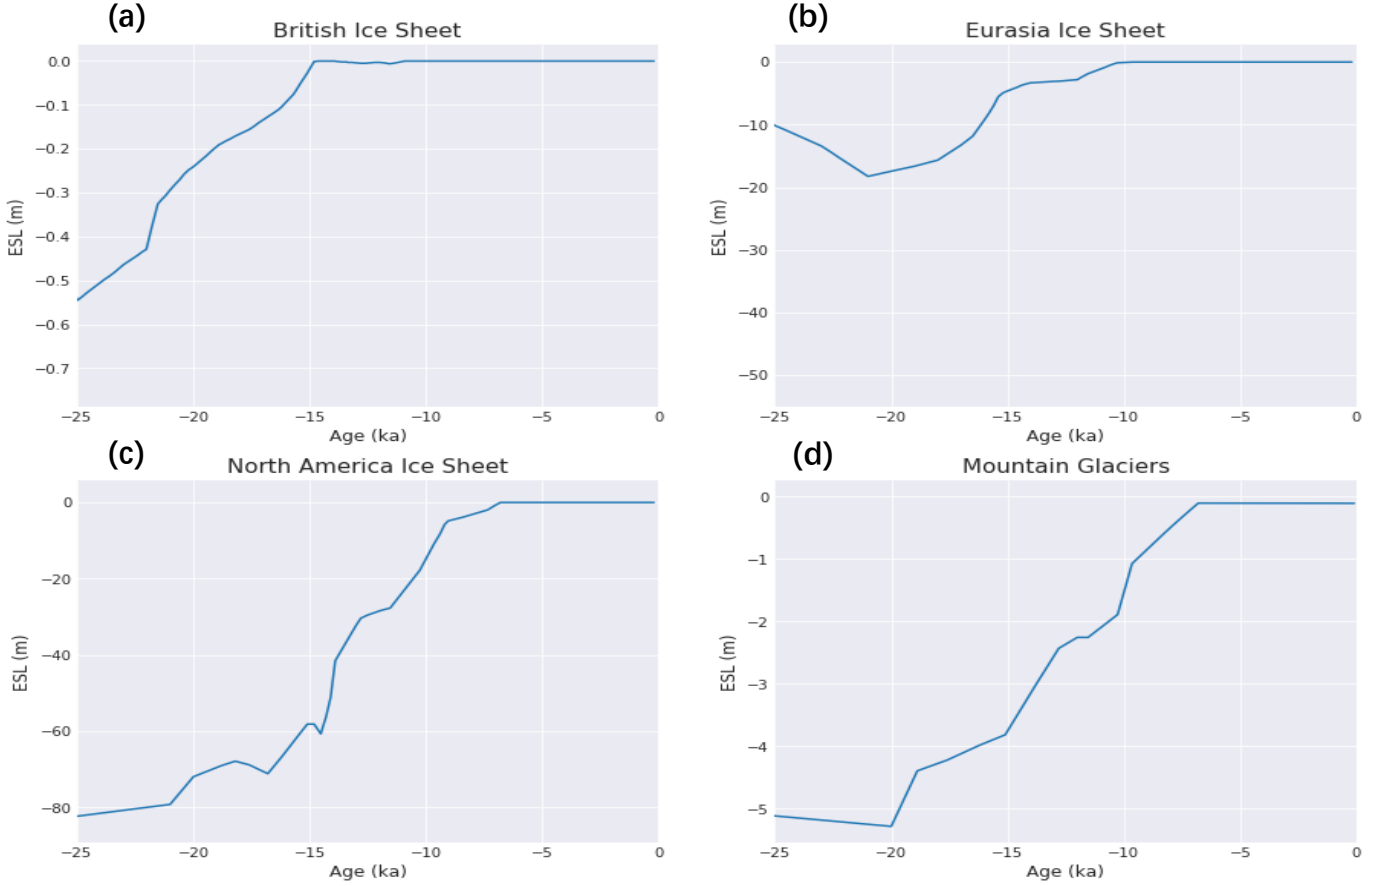 (a)
British Ice Sheet
0.0
−0.1
−0.2
−0.3
−0.4
−0.5
−0.6
−0.7
ESL (m)
−25 −20 −15 −10 −5 0
Age (ka)
(b)
Eurasia Ice Sheet
0
−10
−20
−30
−40
−50
ESL (m)
−25 −20 −15 −10 −5 0
Age (ka)
(c)
North America Ice Sheet
0
−20
−40
−60
−80
ESL (m)
−25 −20 −15 −10 −5 0
Age (ka)
(d)
Mountain Glaciers
0
−1
−2
−3
−4
−5
ESL (m)
−25 −20 −15 −10 −5 0
Age (ka)